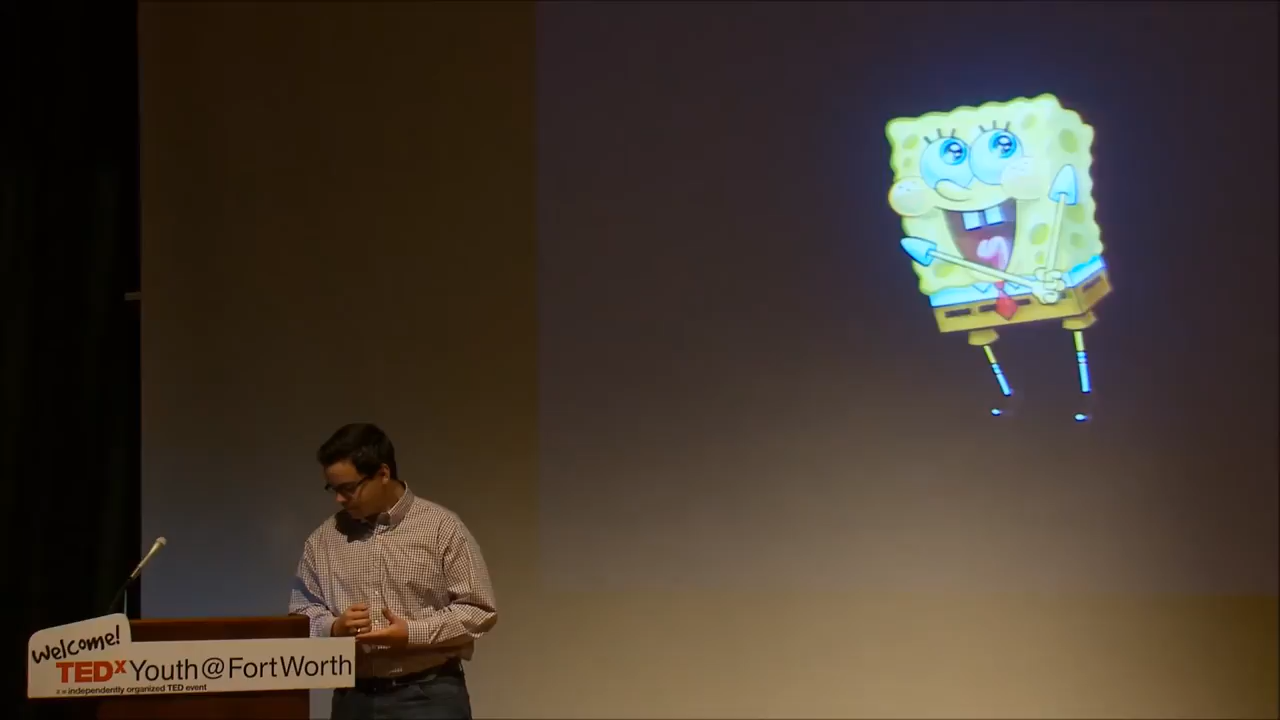 welcome!
TEDx Youth@FortWorth
x = independently organized TED event